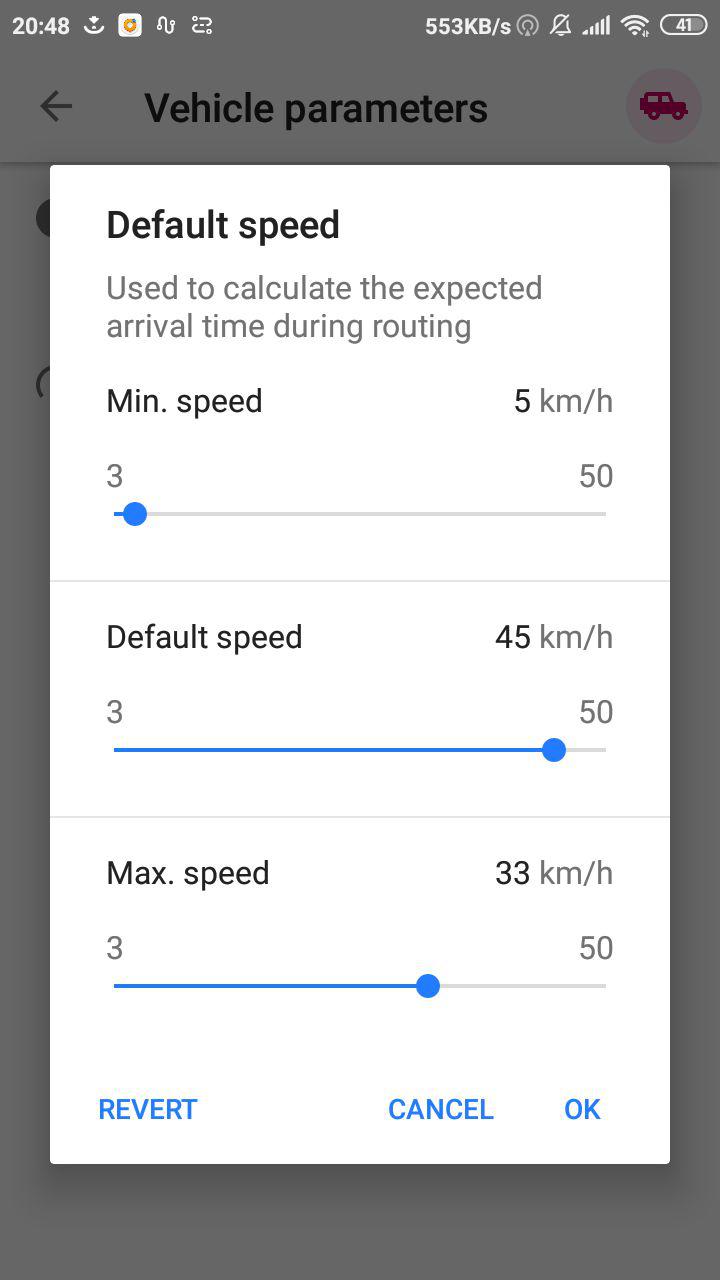 20:48 553KB/s 41
Vehicle parameters
Default speed
Used to calculate the expected
arrival time during routing
Min. speed 5 km/h
3 50
Default speed 45 km/h
3 50
Max. speed 33 km/h
3 50
REVERT CANCEL OK